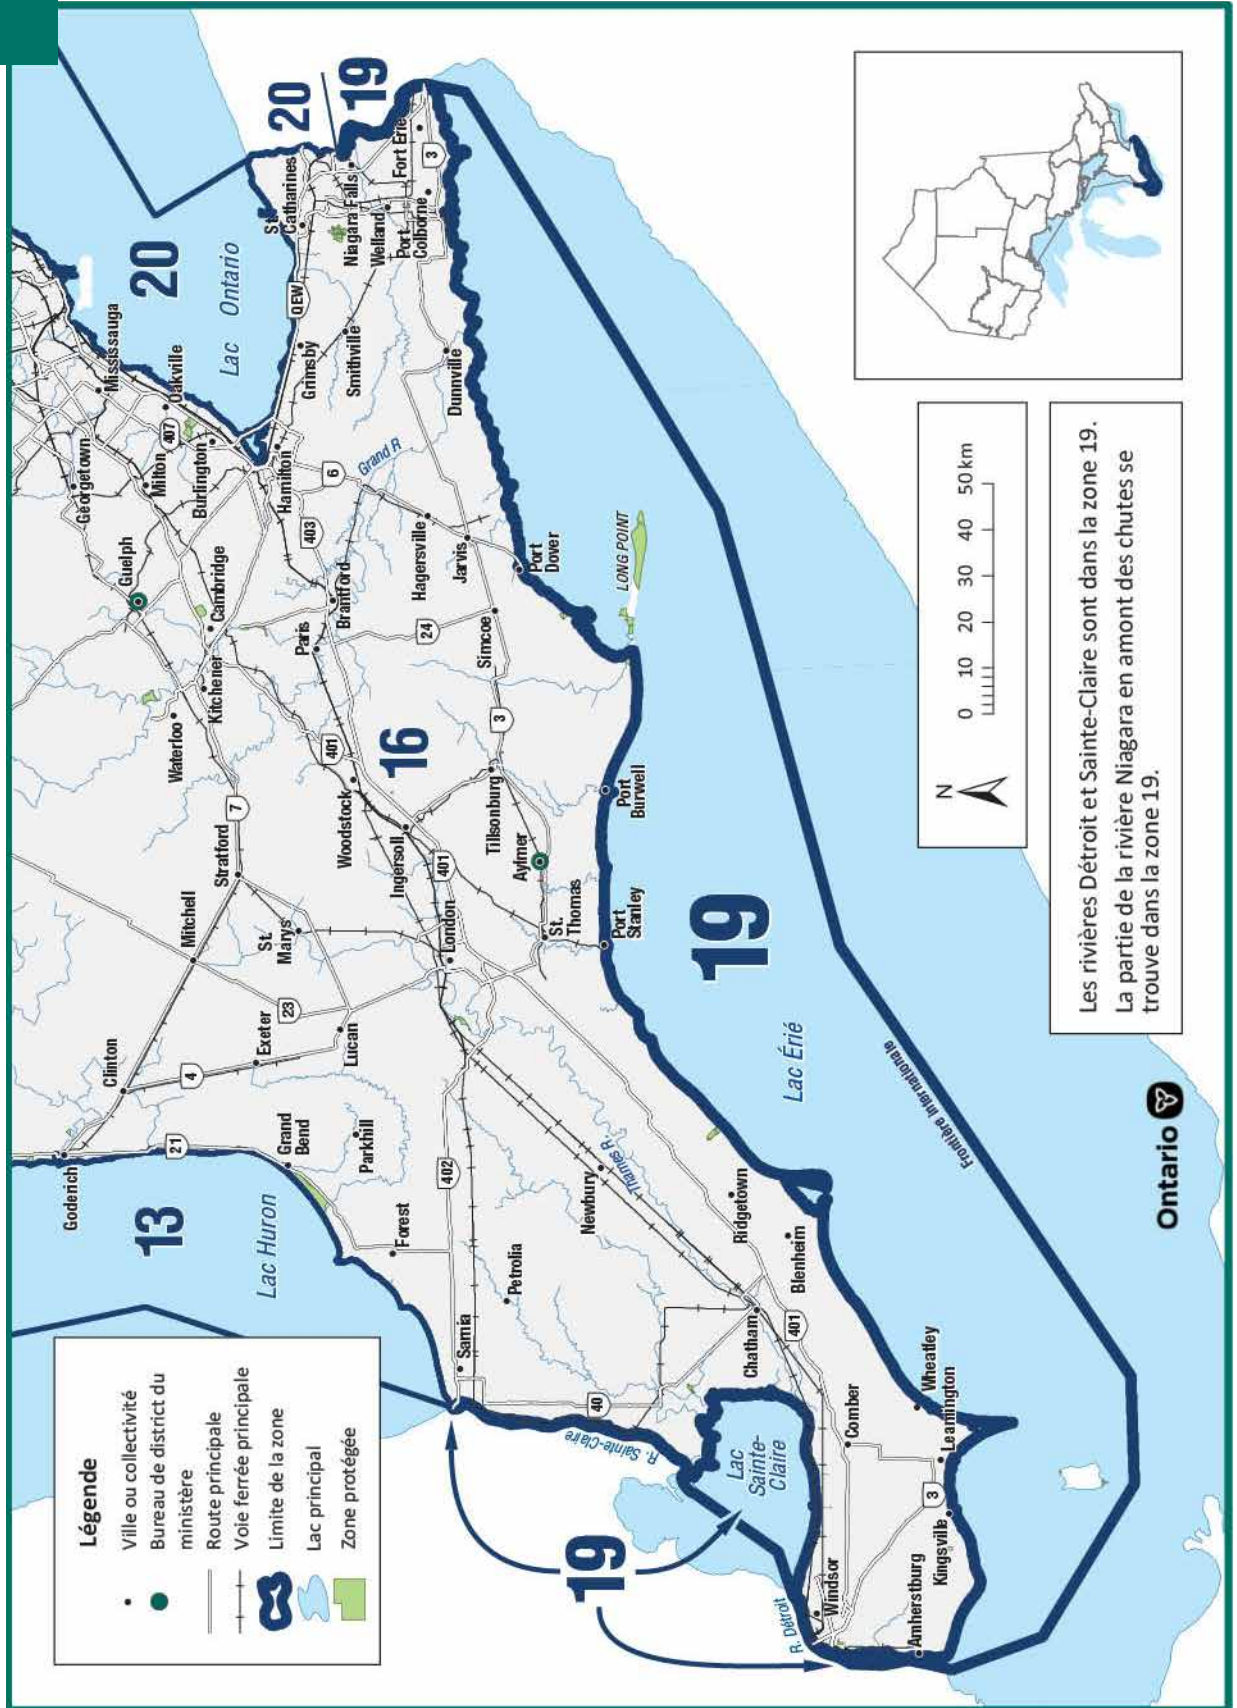 Légende
Ville ou collectivité
Bureau de district du
ministère
Route principale
Voie ferrée principale
Limite de la zone
Lac principal
Zone protégée
13
Lac Huron
Goderich
21
Clinton
4
Exeter
23
Lucan
Mitchell
St.
Marys
Stratford
7
Grand
Bend
Parkhill
Forest
402
Sarnia
Petrolia
Newbury
Thames R.
London
401
Ingersoll
Woodstock
401
16
Waterloo
Kitchener
Guelph
Cambridge
Georgetown
Milton
407
Burlington
Oakville
Mississauga
20
Lac Ontario
Hamilton
403
6
Grand R
Paris
Brantford
24
Hagersville
Jarvis
Simcoe
3
Tillsonburg
Aylmer
St.
Thomas
Port
Stanley
Port
Burwell
Port
Dover
LONG POINT
Grimsby
QEW
Smithville
Dunnville
St.
Catharines
Niagara Falls
Welland
Port
Colborne
Fort Erie
3
20
19
40
R. Sainte-Claire
Lac
Sainte-
Claire
19
R. Détroit
Windsor
Amherstburg
Kingsville
3
Leamington
Wheatley
Comber
401
Chatham
Blenheim
Ridgetown
19
Lac Érié
Frontière Internationale
N
0 10 20 30 40 50 km
Les rivières Détroit et Sainte-Claire sont dans la zone 19.
La partie de la rivière Niagara en amont des chutes se
trouve dans la zone 19.
Ontario